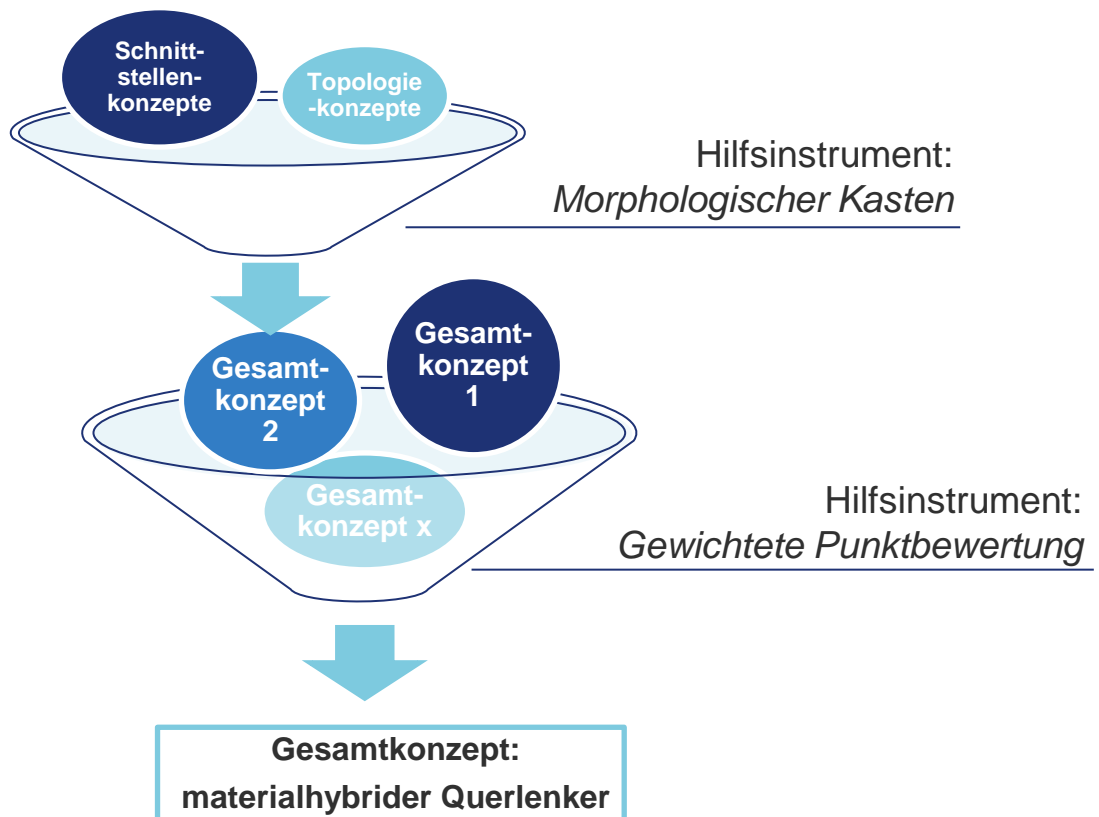 Schnitt-
stellen-
konzepte
Topologie
-konzepte
Hilfsinstrument:
Morphologischer Kasten
Gesamt-
konzept
1
Gesamt-
konzept
2
Gesamt-
konzept x
Hilfsinstrument:
Gewichtete Punktbewertung
Gesamtkonzept:
materialhybrider Querlenker